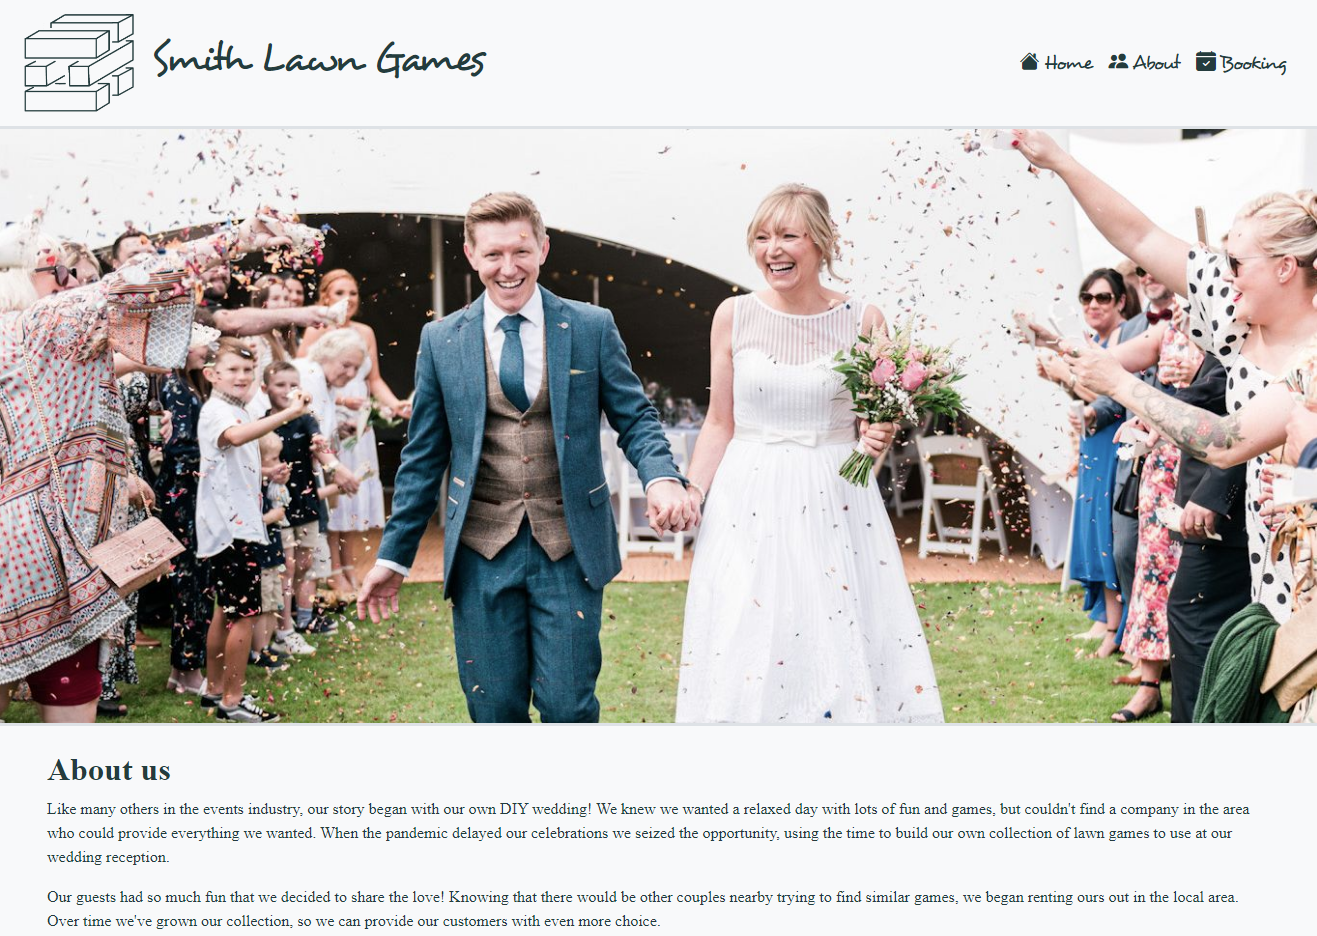 Smith Lawn Games
Home About Booking
About us
Like many others in the events industry, our story began with our own DIY wedding! We knew we wanted a relaxed day with lots of fun and games, but couldn't find a company in the area
who could provide everything we wanted. When the pandemic delayed our celebrations we seized the opportunity, using the time to build our own collection of lawn games to use at our
wedding reception.
Our guests had so much fun that we decided to share the love! Knowing that there would be other couples nearby trying to find similar games, we began renting ours out in the local area.
Over time we've grown our collection, so we can provide our customers with even more choice.